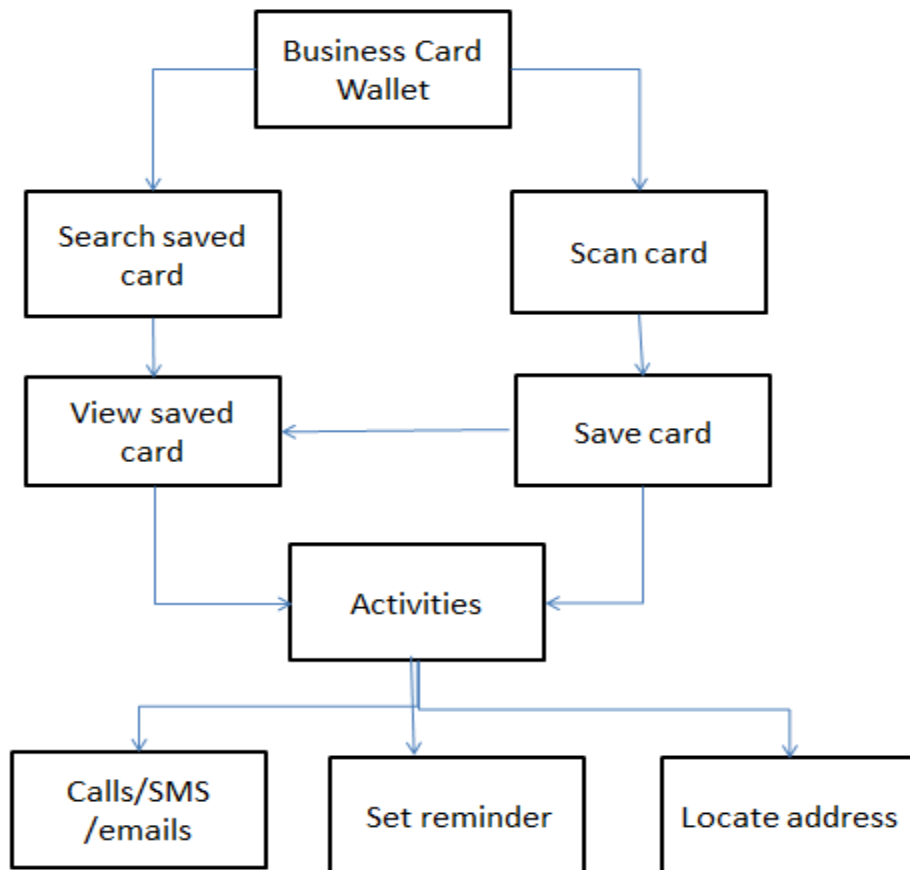 Business Card
Wallet
Search saved
card
Scan card
View saved
card
Save card
Activities
Calls/SMS
/emails
Set reminder
Locate address